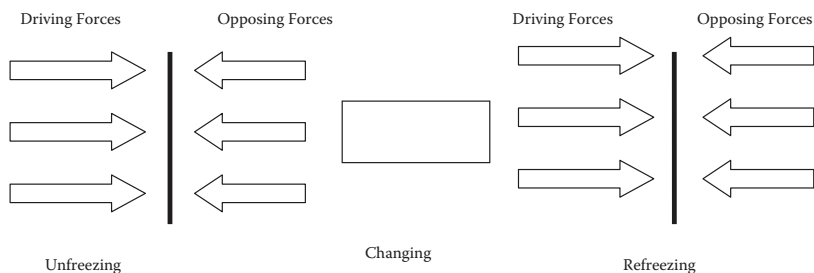 Driving Forces
Opposing Forces
Driving Forces
Opposing Forces
Changing
Unfreezing
Refreezing